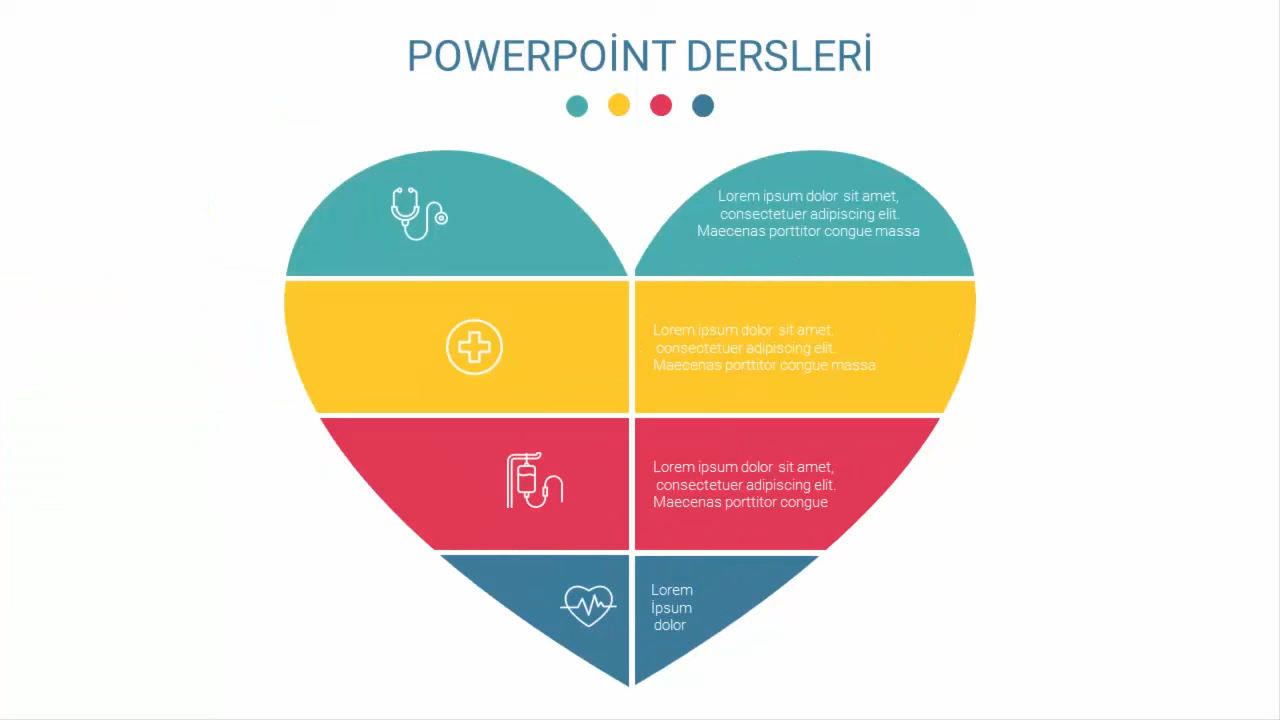 POWERPOİNT DERSLERİ
Lorem ipsum dolor sit amet,
consectetuer adipiscing elit.
Maecenas porttitor congue massa
Lorem ipsum dolor sit amet,
consectetuer adipiscing elit.
Maecenas porttitor congue massa
Lorem ipsum dolor sit amet,
consectetuer adipiscing elit.
Maecenas porttitor congue
Lorem
İpsum
dolor